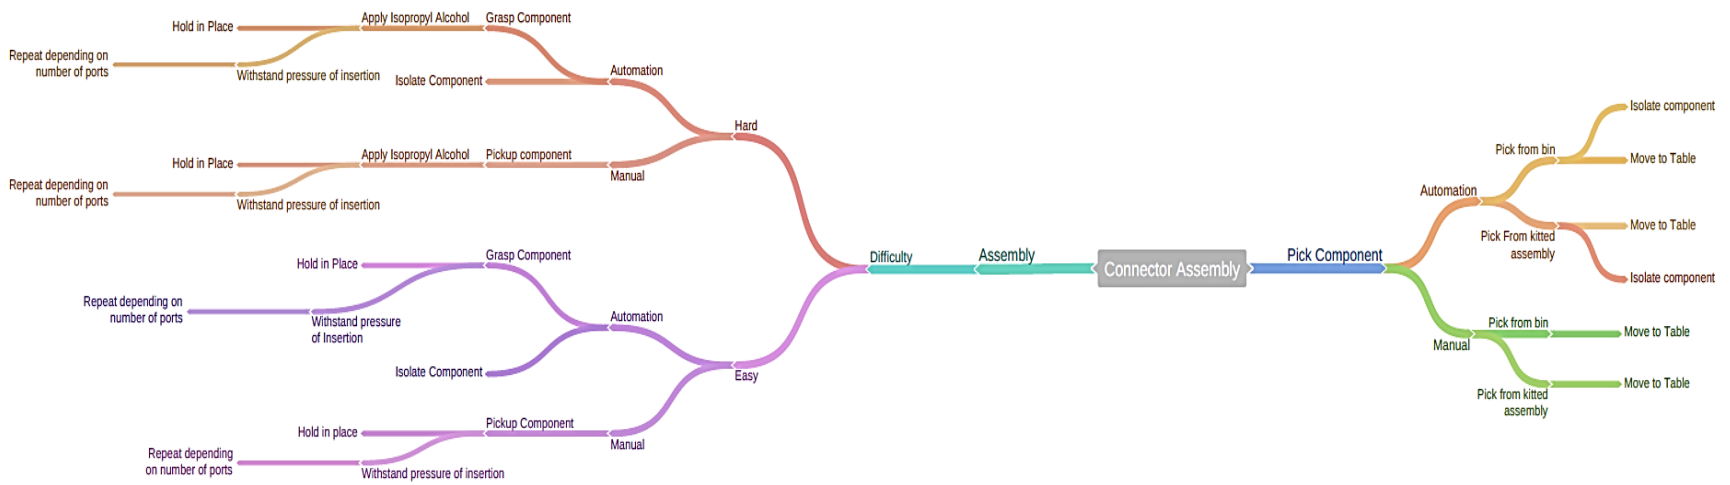 Hold in Place
Apply Isopropyl Alcohol
Grasp Component
Repeat depending on
number of ports
Withstand pressure of insertion
Isolate Component
Automation
Hard
Hold in Place
Apply Isopropyl Alcohol
Pickup component
Manual
Repeat depending on
number of ports
Withstand pressure of insertion
Difficulty
Assembly
Hold in Place
Grasp Component
Repeat depending on
number of ports
Withstand pressure
of Insertion
Automation
Isolate Component
Easy
Hold in place
Pickup Component
Manual
Repeat depending
on number of ports
Withstand pressure of insertion
Connector Assembly
Pick Component
Automation
Pick from bin
Isolate component
Move to Table
Pick From kitted
assembly
Move to Table
Isolate component
Manual
Pick from bin
Move to Table
Pick from kitted
assembly
Move to Table